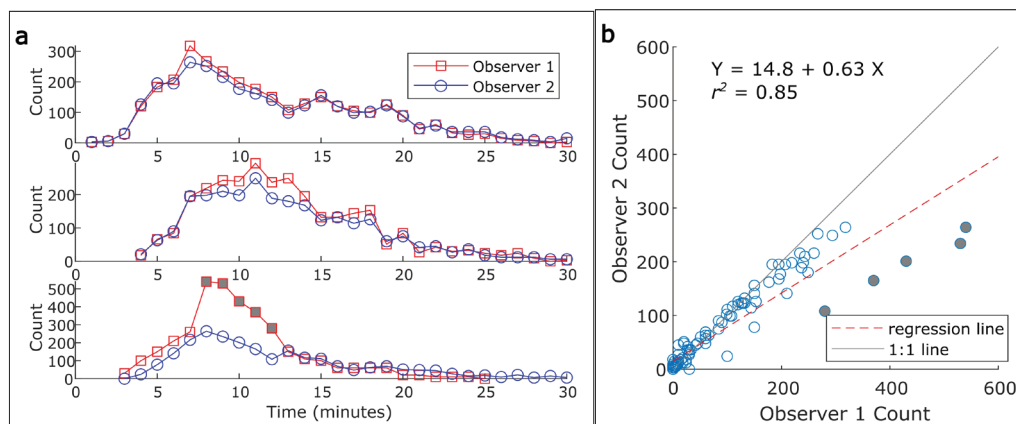 a
Count
300
200
100
0
Observer 1
Observer 2
0 5 10 15 20 25 30
Count
200
0
0 5 10 15 20 25 30
Count
500
400
300
200
100
0
0 5 10 15 20 25 30
Time (minutes)
b
600
500
400
300
200
100
0
Observer 2 Count
Y = 14.8 + 0.63 X
r² = 0.85
regression line
1:1 line
0 200 400 600
Observer 1 Count